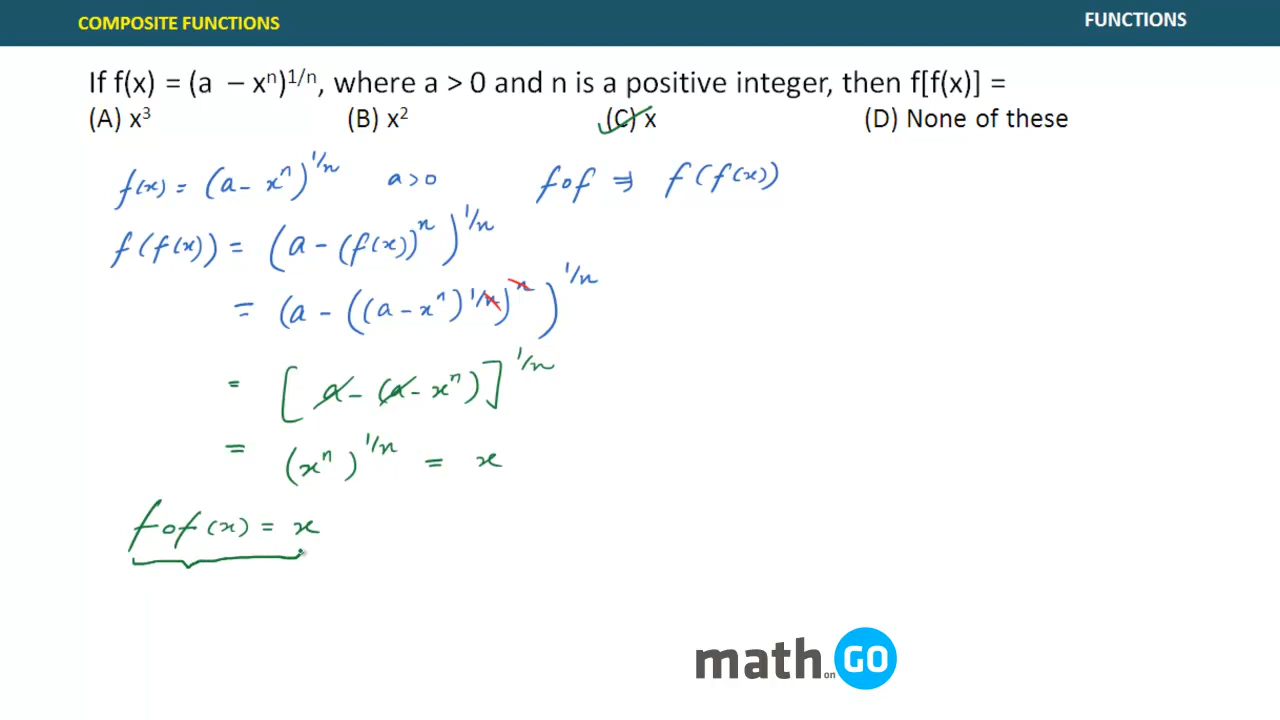 COMPOSITE FUNCTIONS
FUNCTIONS
If f(x) = (a – xⁿ)^1/n, where a > 0 and n is a positive integer, then f[f(x)] =
(A) x³ (B) x² (C) x (D) None of these
f(x) = (a - xⁿ)^1/n a>0 fof ⇒ f(f(x))
f(f(x)) = (a - (f(x))ⁿ)^1/n
= (a - ((a - xⁿ)^1/n)ⁿ)^1/n
= [a - (a - xⁿ)]^1/n
= (xⁿ)^1/n = x
fof(x) = x
math on GO